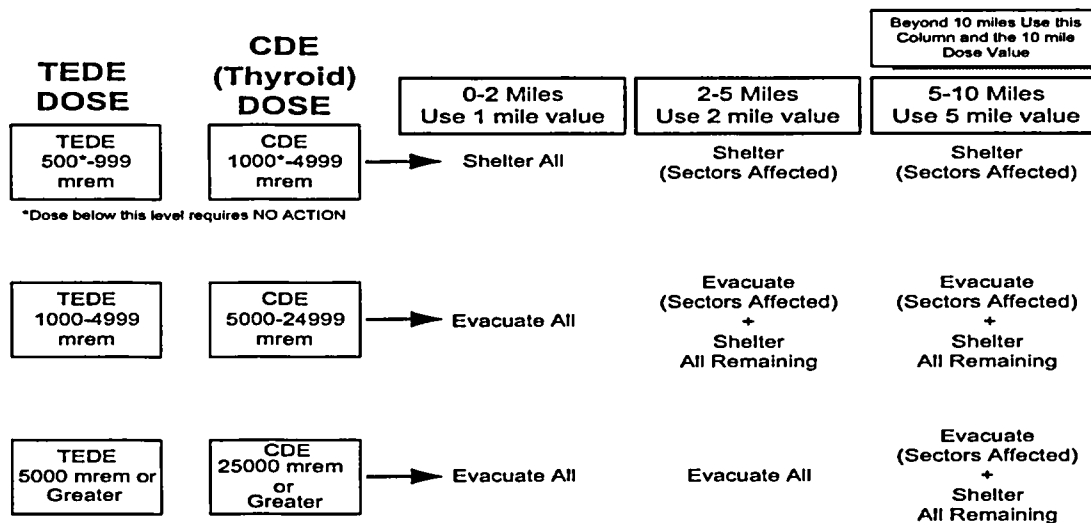 Beyond 10 miles Use this
Column and the 10 mile
Dose Value
TEDE
DOSE
CDE
(Thyroid)
DOSE
0-2 Miles
Use 1 mile value
2-5 Miles
Use 2 mile value
5-10 Miles
Use 5 mile value
TEDE
500*-999
mrem
CDE
1000*-4999
mrem
Shelter All
Shelter
(Sectors Affected)
Shelter
(Sectors Affected)
*Dose below this level requires NO ACTION
TEDE
1000-4999
mrem
CDE
5000-24999
mrem
Evacuate All
Evacuate
(Sectors Affected)
+
Shelter
All Remaining
Evacuate
(Sectors Affected)
+
Shelter
All Remaining
TEDE
5000 mrem or
Greater
CDE
25000 mrem
or
Greater
Evacuate All
Evacuate All
Evacuate
(Sectors Affected)
+
Shelter
All Remaining